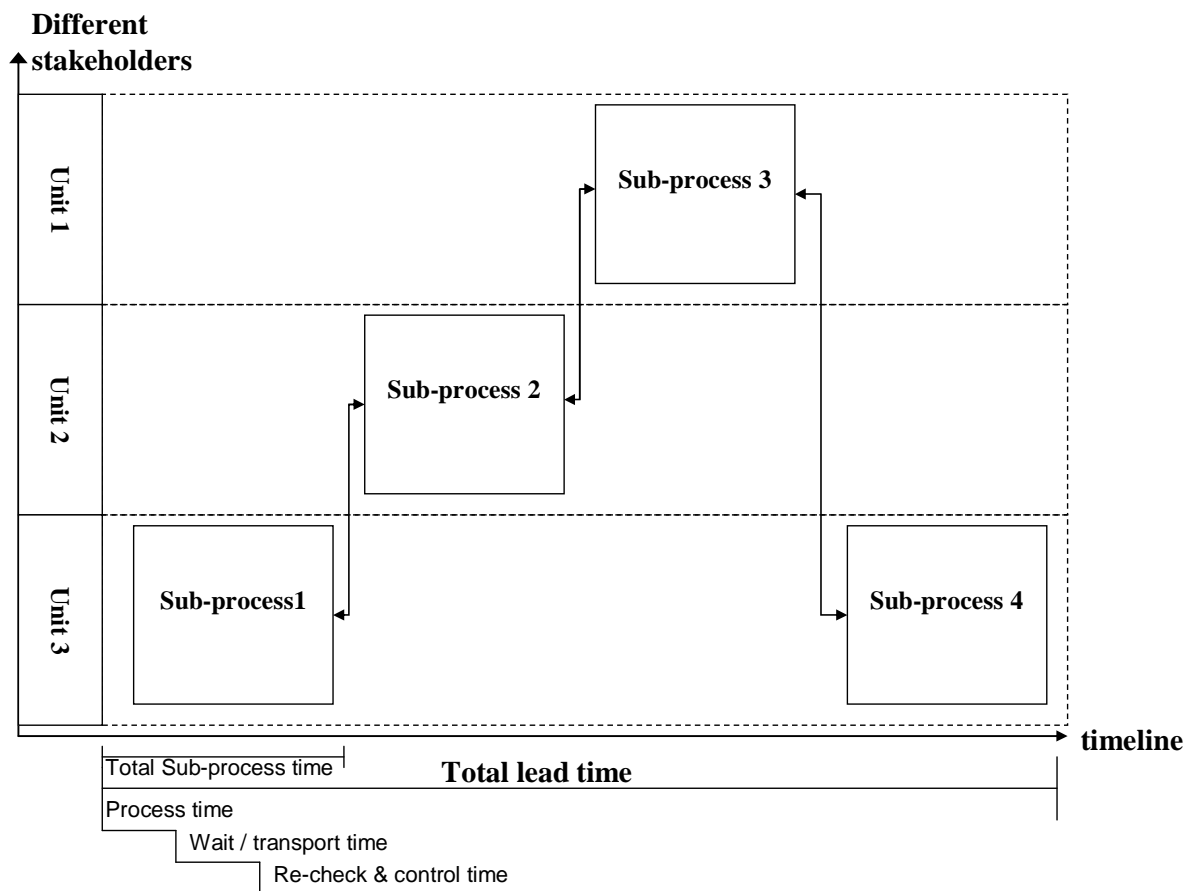 Different
stakeholders
Unit 1
Sub-process 3
Unit 2
Sub-process 2
Unit 3
Sub-process1
Sub-process 4
timeline
Total Sub-process time
Total lead time
Process time
Wait / transport time
Re-check & control time